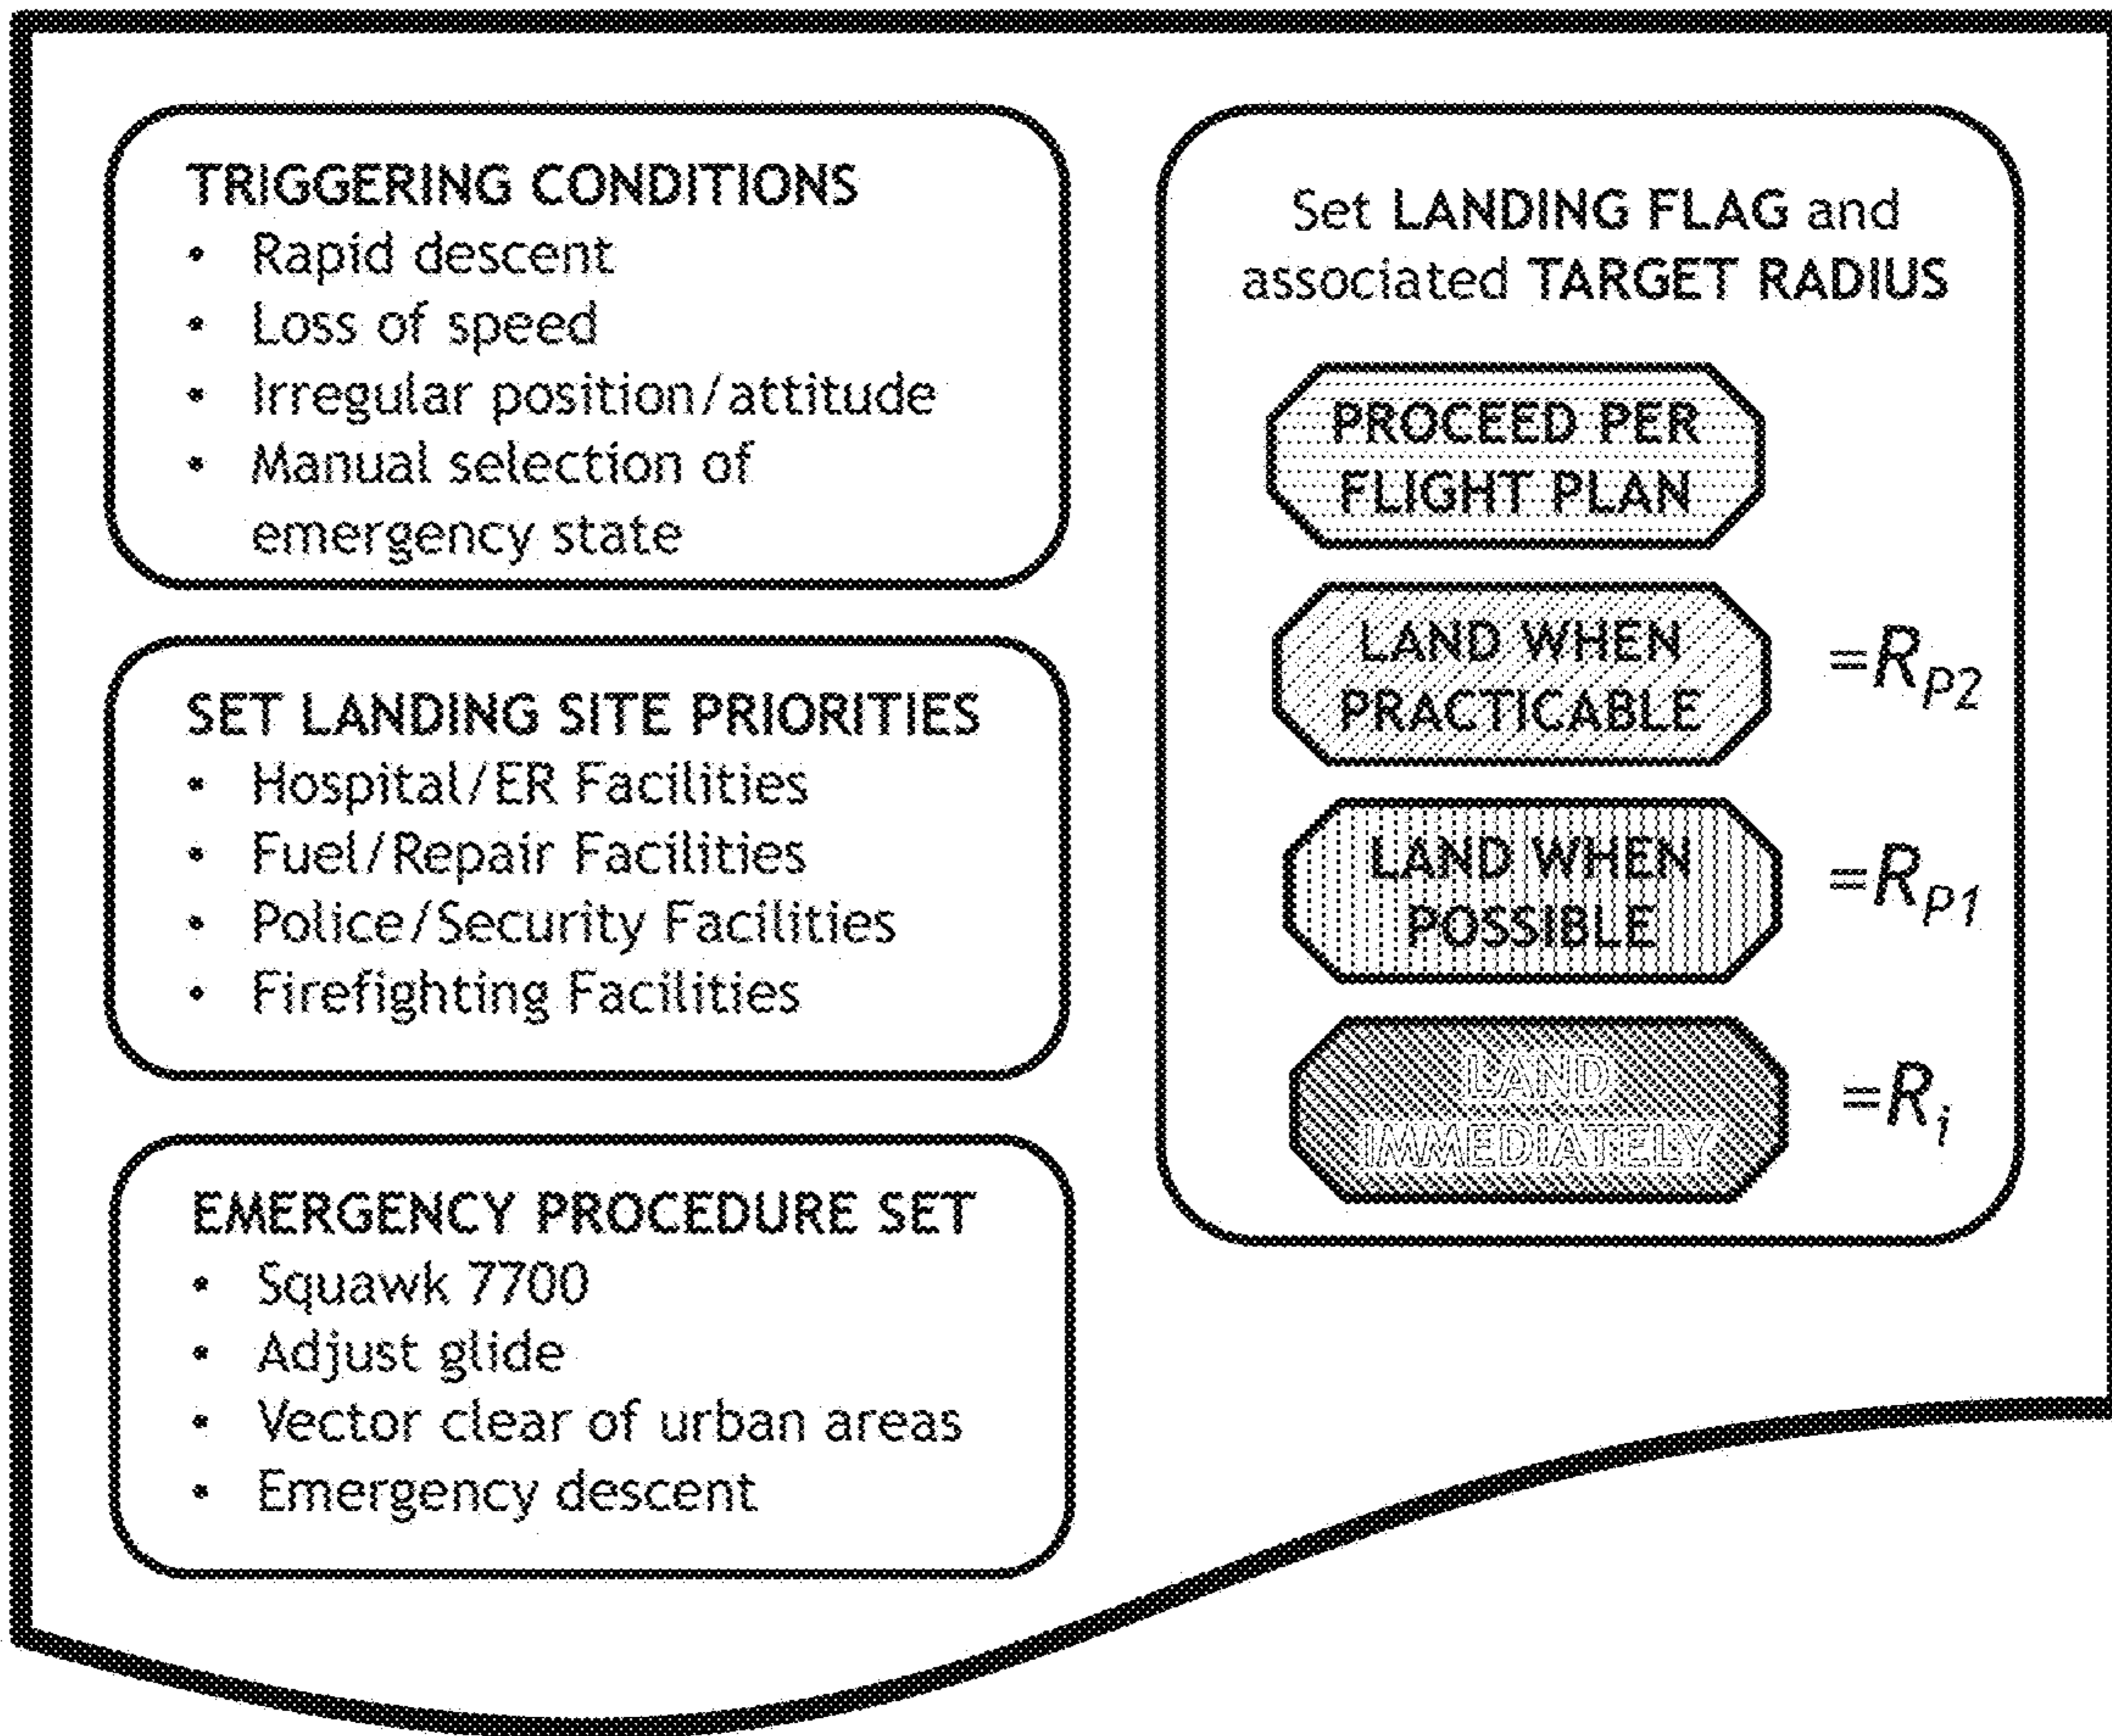 TRIGGERING CONDITIONS
• Rapid descent
• Loss of speed
• Irregular position/attitude
• Manual selection of
emergency state
SET LANDING SITE PRIORITIES
• Hospital/ER Facilities
• Fuel/Repair Facilities
• Police/Security Facilities
• Firefighting Facilities
EMERGENCY PROCEDURE SET
• Squawk 7700
• Adjust glide
• Vector clear of urban areas
• Emergency descent
Set LANDING FLAG and
associated TARGET RADIUS
PROCEED PER
FLIGHT PLAN
LAND WHEN
PRACTICABLE
=RP2
LAND WHEN
POSSIBLE
=RP1
LAND
IMMEDIATELY
=Ri